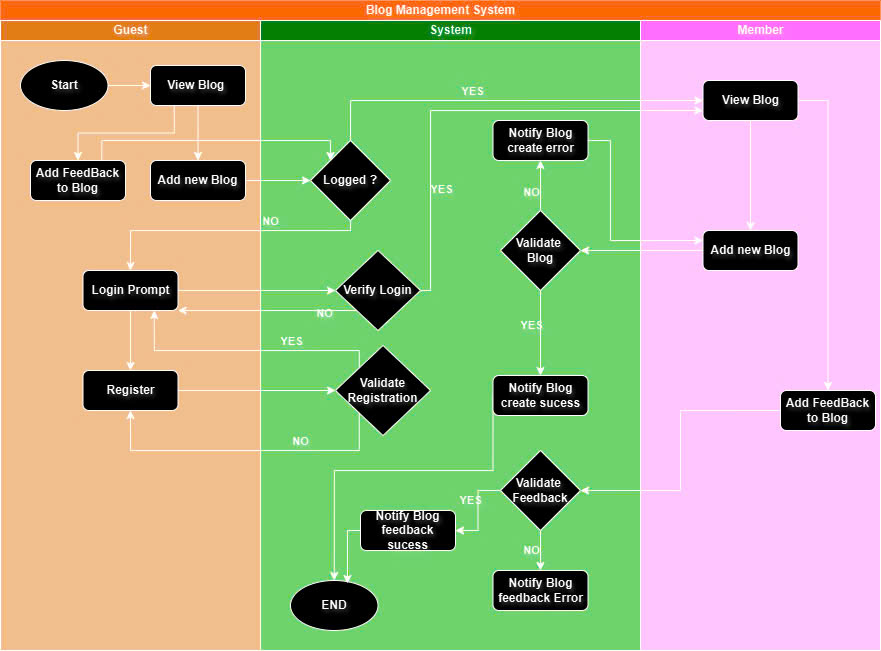 Blog Management System
Guest
System
Member
Start
View Blog
Add FeedBack
to Blog
Add new Blog
Logged ?
YES
NO
YES
Login Prompt
Verify Login
NO
YES
Register
Validate
Registration
NO
Notify Blog
create error
NO
Validate
Blog
YES
Notify Blog
create sucess
View Blog
Add new Blog
Add FeedBack
to Blog
Validate
Feedback
YES
Notify Blog
feedback
sucess
NO
Notify Blog
feedback Error
END